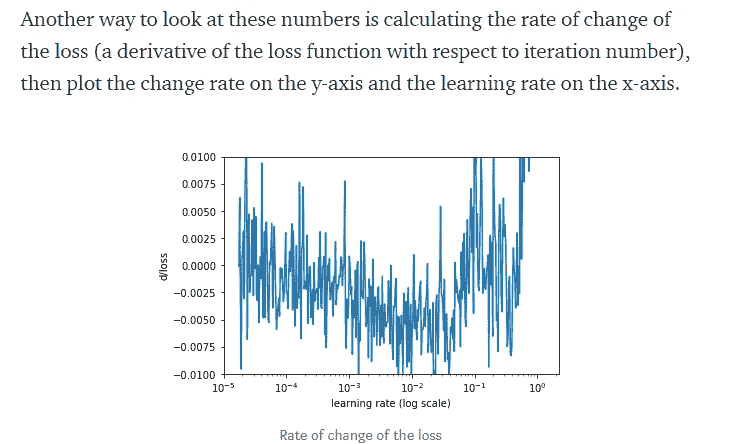 Another way to look at these numbers is calculating the rate of change of
the loss (a derivative of the loss function with respect to iteration number),
then plot the change rate on the y-axis and the learning rate on the x-axis.
0.0100
0.0075
0.0050
0.0025
0.0000
−0.0025
−0.0050
−0.0075
−0.0100
d/loss
10⁻⁵ 10⁻⁴ 10⁻³ 10⁻² 10⁻¹ 10⁰
learning rate (log scale)
Rate of change of the loss